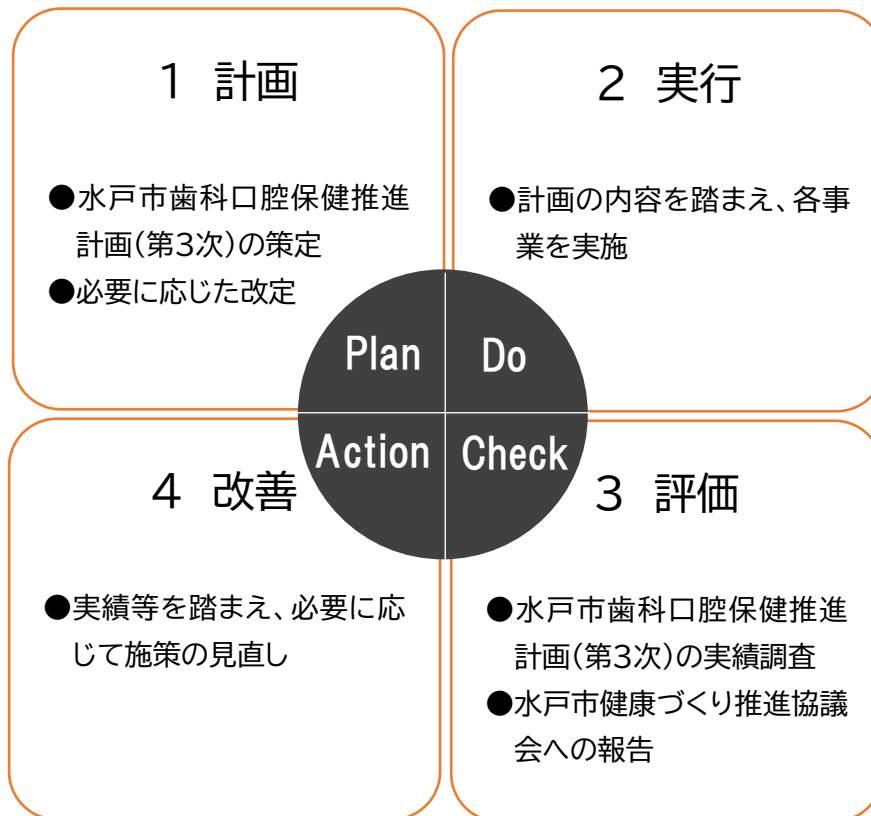 1 計画
●水戸市歯科口腔保健推進
計画(第3次)の策定
●必要に応じた改定
2 実行
●計画の内容を踏まえ、各事
業を実施
Plan
Do
Action
Check
4 改善
●実績等を踏まえ、必要に応
じて施策の見直し
3 評価
●水戸市歯科口腔保健推進
計画(第3次)の実績調査
●水戸市健康づくり推進協議
会への報告